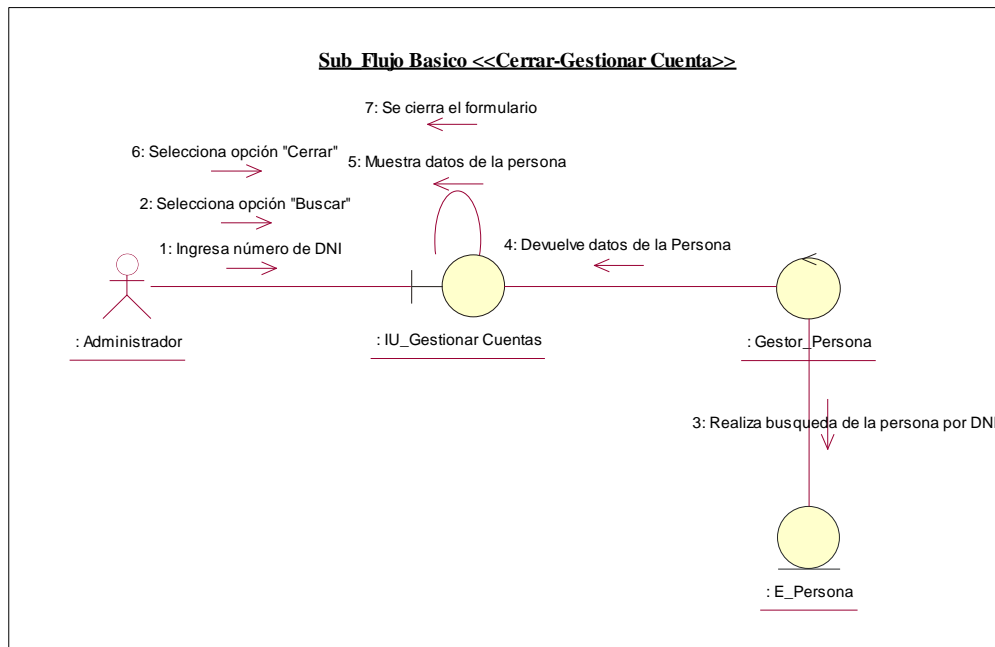 Sub_Flujo Basico <<Cerrar-Gestionar Cuenta>>
7: Se cierra el formulario
6: Selecciona opción "Cerrar"
5: Muestra datos de la persona
2: Selecciona opción "Buscar"
1: Ingresa número de DNI
4: Devuelve datos de la Persona
: Administrador
: IU_Gestionar Cuentas
: Gestor_Persona
3: Realiza busqueda de la persona por DNI
: E_Persona